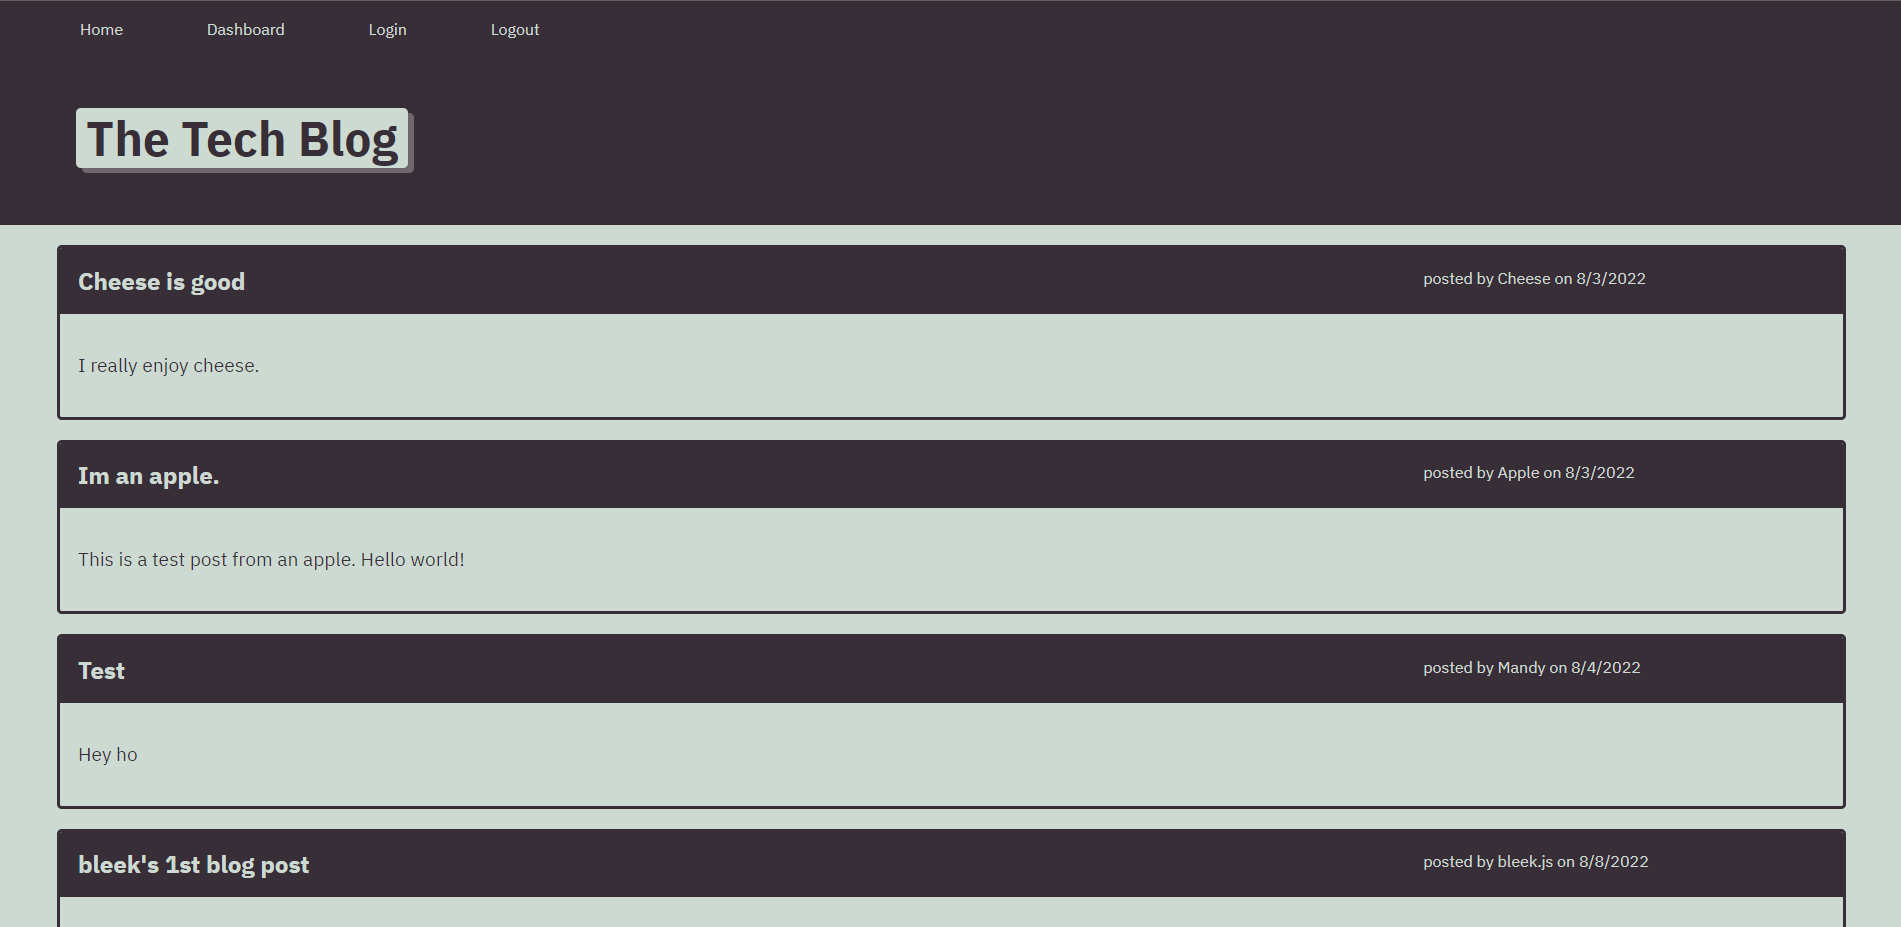 Home Dashboard Login Logout
The Tech Blog
Cheese is good posted by Cheese on 8/3/2022
I really enjoy cheese.
Im an apple. posted by Apple on 8/3/2022
This is a test post from an apple. Hello world!
Test posted by Mandy on 8/4/2022
Hey ho
bleek's 1st blog post posted by bleek.js on 8/8/2022